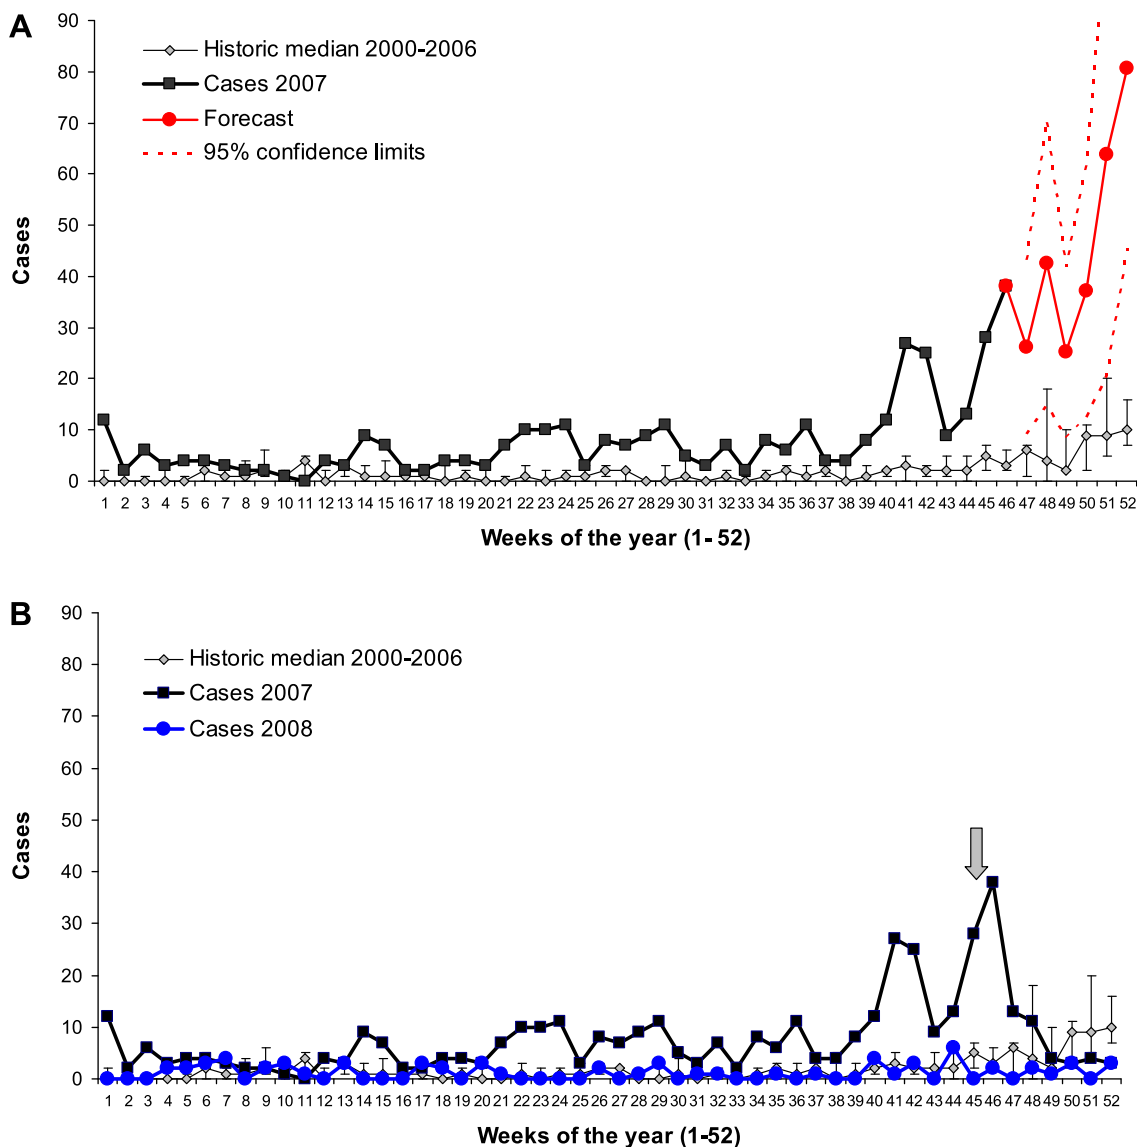 A
90
80
70
60
50
40
30
20
10
0
Cases
Historic median 2000-2006
Cases 2007
Forecast
95% confidence limits
1 2 3 4 5 6 7 8 9 10 11 12 13 14 15 16 17 18 19 20 21 22 23 24 25 26 27 28 29 30 31 32 33 34 35 36 37 38 39 40 41 42 43 44 45 46 47 48 49 50 51 52
Weeks of the year (1- 52)
B
90
80
70
60
50
40
30
20
10
0
Cases
Historic median 2000-2006
Cases 2007
Cases 2008
1 2 3 4 5 6 7 8 9 10 11 12 13 14 15 16 17 18 19 20 21 22 23 24 25 26 27 28 29 30 31 32 33 34 35 36 37 38 39 40 41 42 43 44 45 46 47 48 49 50 51 52
Weeks of the year (1-52)